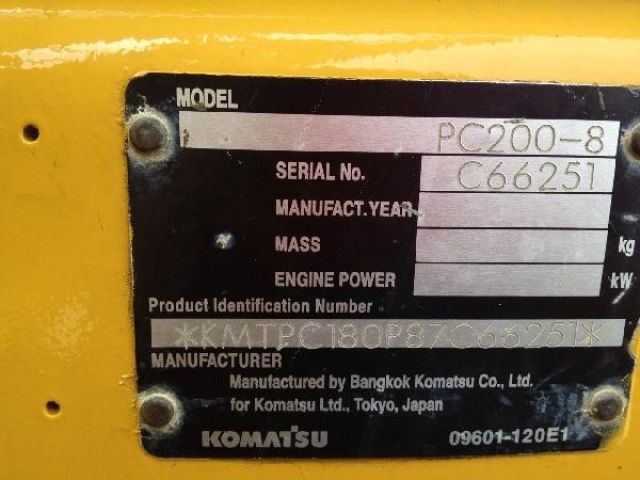 MODEL
PC200-8
SERIAL No. C66251
MANUFACT.YEAR
MASS kg
ENGINE POWER kW
Product Identification Number
*KMTPC180P87C66251*
MANUFACTURER
Manufactured by Bangkok Komatsu Co., Ltd.
for Komatsu Ltd., Tokyo, Japan
KOMATSU 09601-120E1